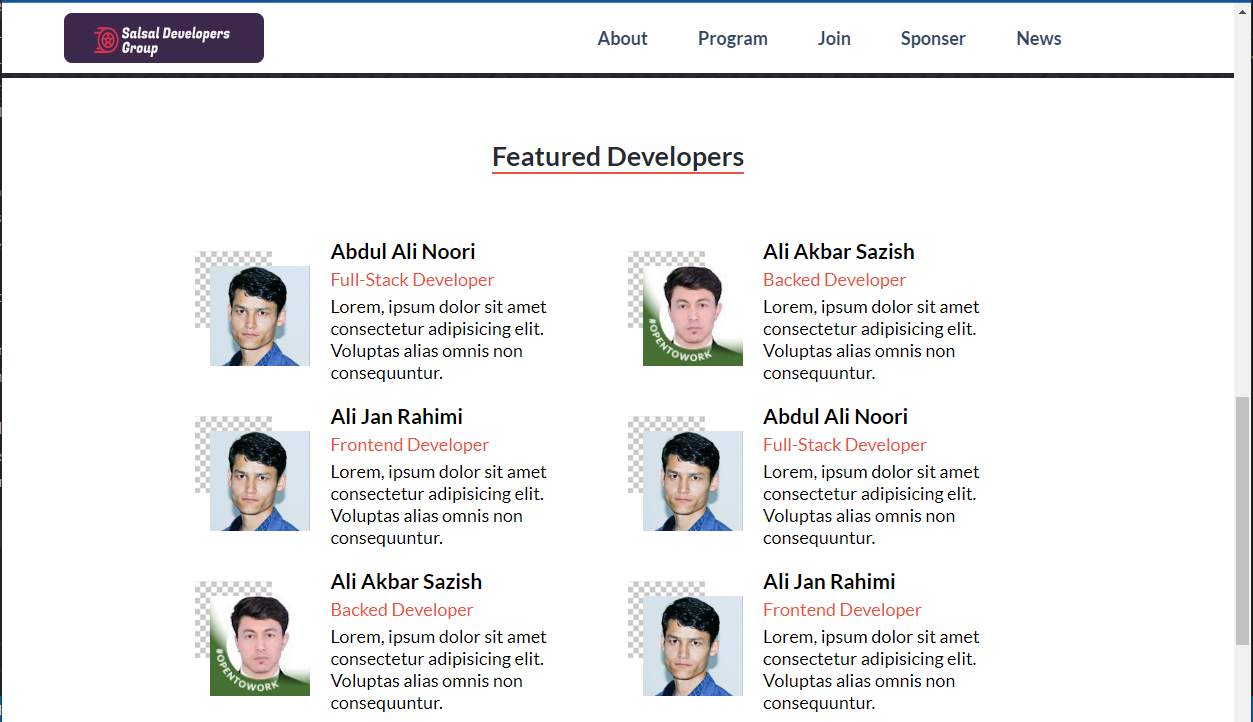 Salsal Developers
Group
About
Program
Join
Sponser
News
Featured Developers
Abdul Ali Noori
Full-Stack Developer
Lorem, ipsum dolor sit amet
consectetur adipisicing elit.
Voluptas alias omnis non
consequuntur.
Ali Akbar Sazish
Backed Developer
Lorem, ipsum dolor sit amet
consectetur adipisicing elit.
Voluptas alias omnis non
consequuntur.
#OPENTOWORK
Ali Jan Rahimi
Frontend Developer
Lorem, ipsum dolor sit amet
consectetur adipisicing elit.
Voluptas alias omnis non
consequuntur.
Abdul Ali Noori
Full-Stack Developer
Lorem, ipsum dolor sit amet
consectetur adipisicing elit.
Voluptas alias omnis non
consequuntur.
Ali Akbar Sazish
Backed Developer
Lorem, ipsum dolor sit amet
consectetur adipisicing elit.
Voluptas alias omnis non
consequuntur.
#OPENTOWORK
Ali Jan Rahimi
Frontend Developer
Lorem, ipsum dolor sit amet
consectetur adipisicing elit.
Voluptas alias omnis non
consequuntur.